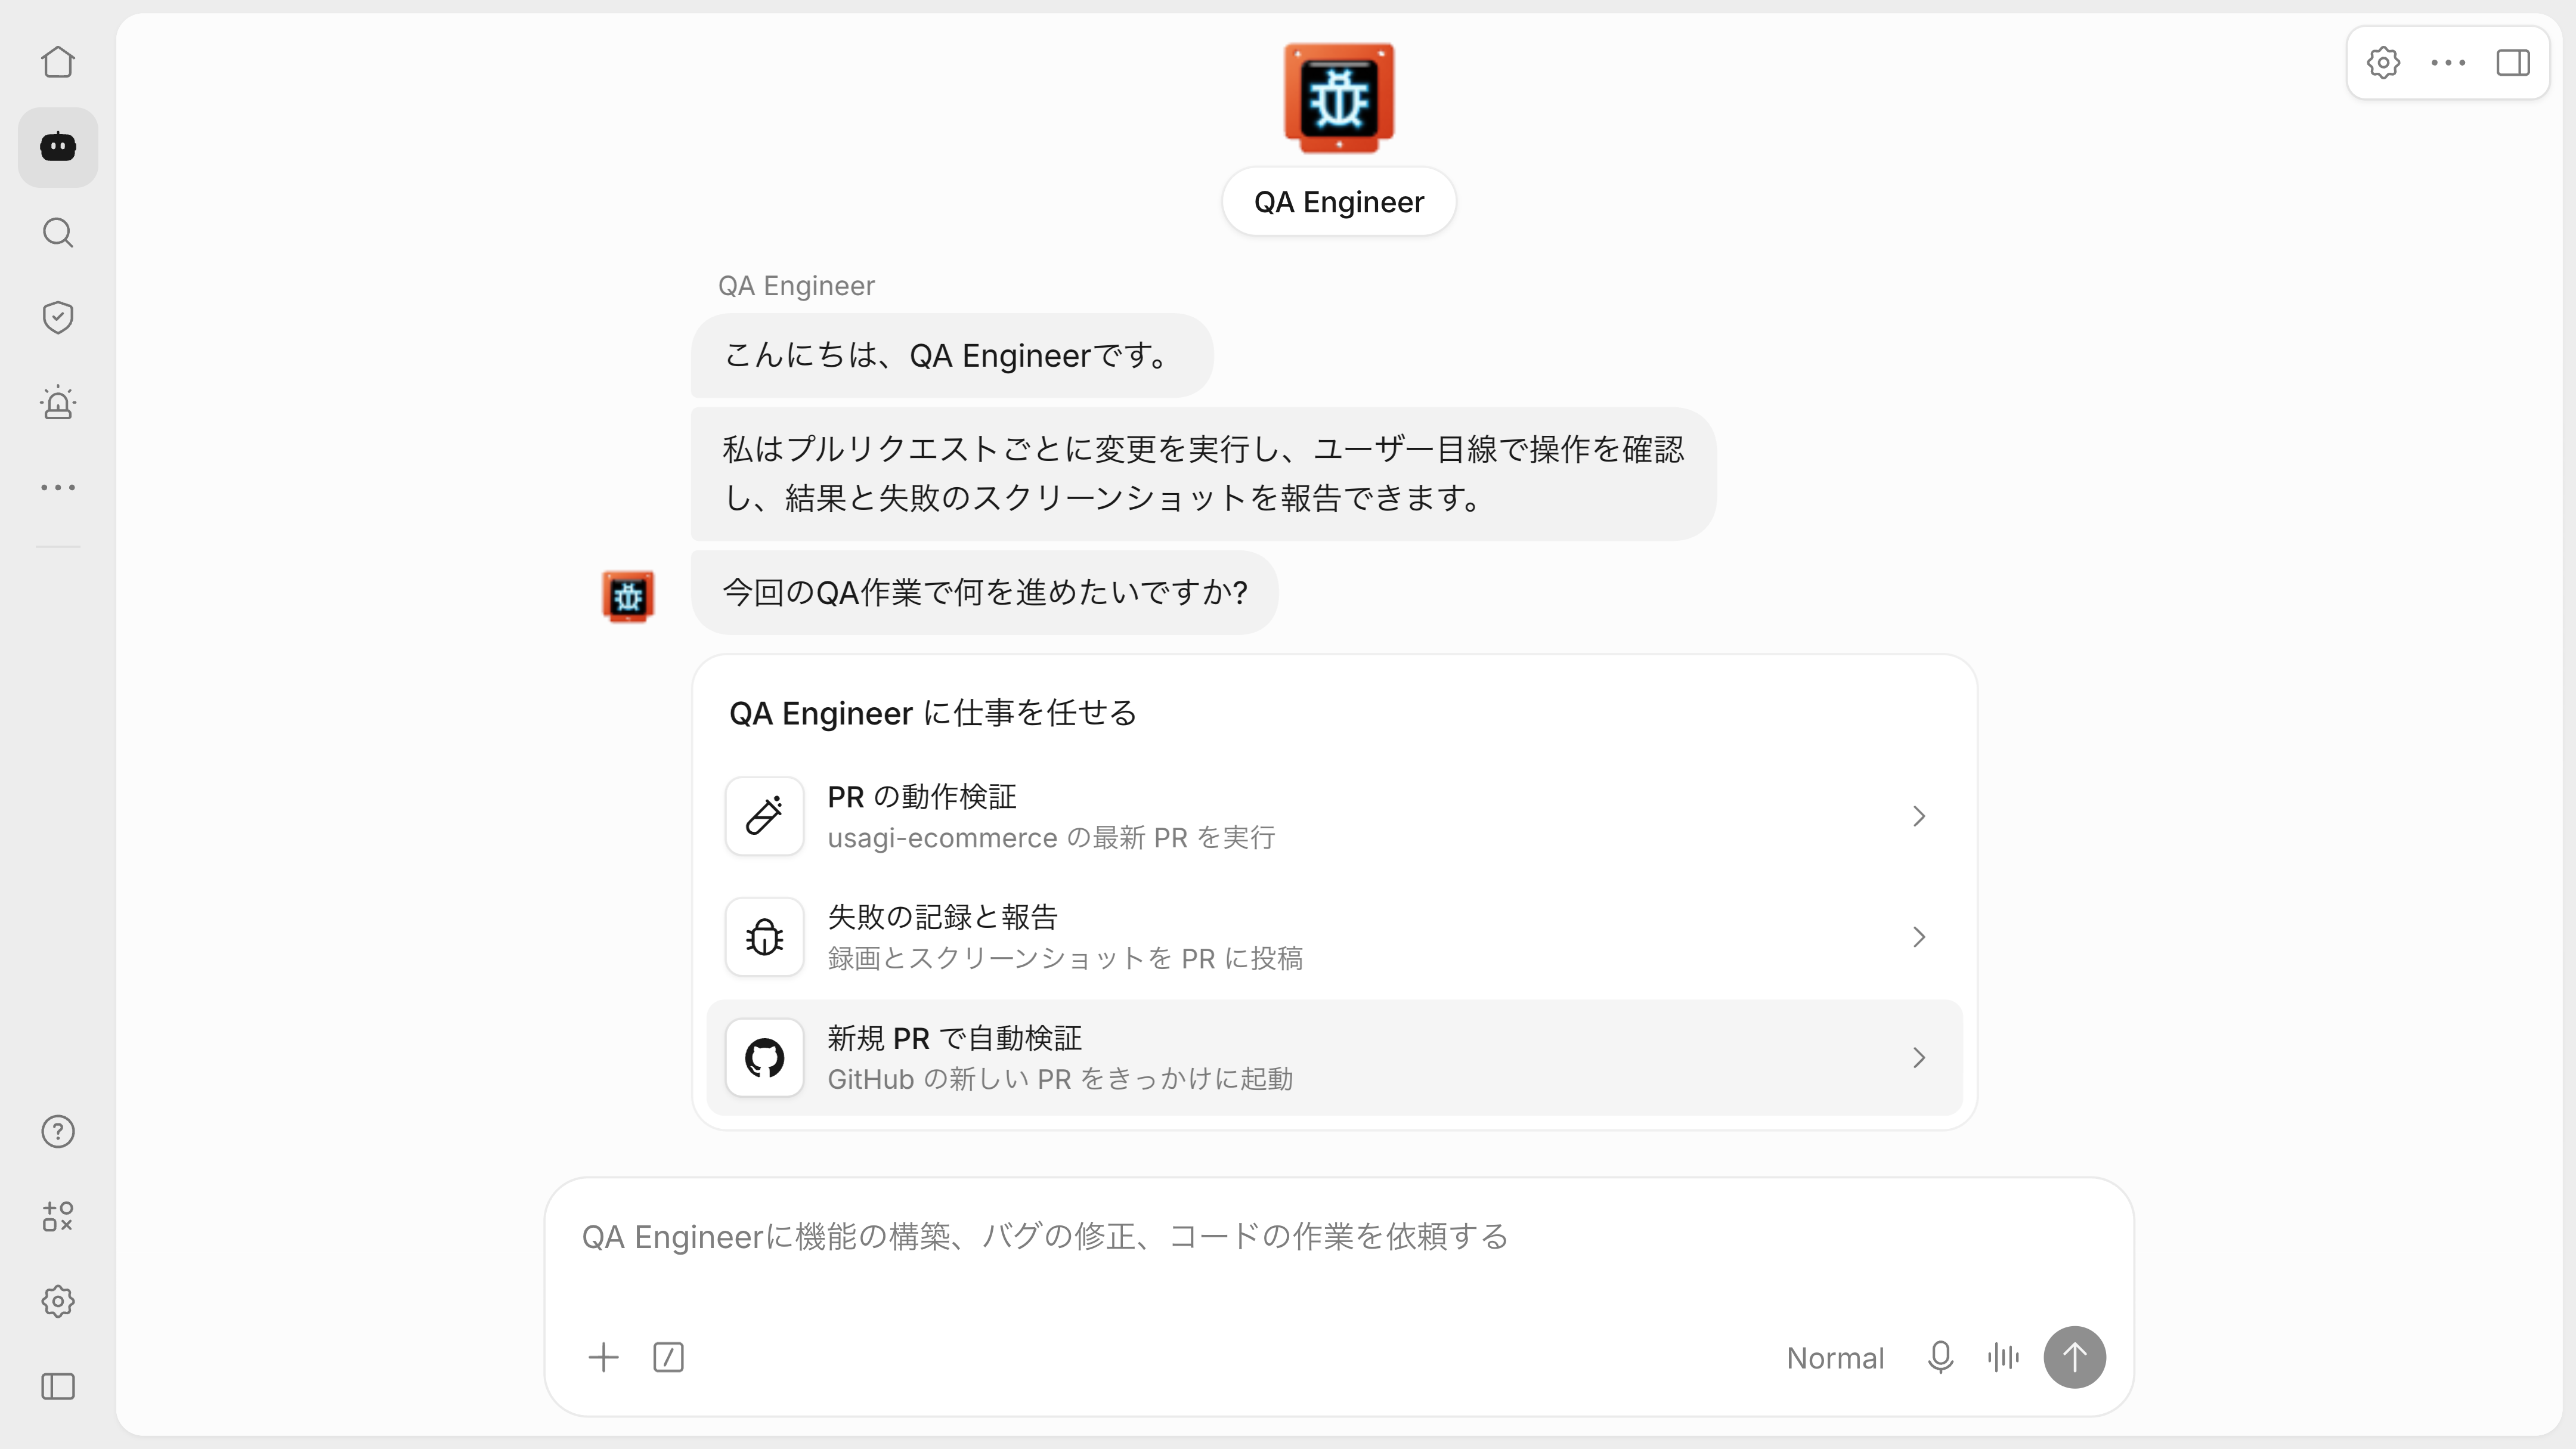 QA Engineer
QA Engineer
こんにちは、QA Engineerです。
私はプルリクエストごとに変更を実行し、ユーザー目線で操作を確認
し、結果と失敗のスクリーンショットを報告できます。
今回のQA作業で何を進めたいですか?
QA Engineer に仕事を任せる
PR の動作検証
usagi-ecommerce の最新 PR を実行
失敗の記録と報告
録画とスクリーンショットを PR に投稿
新規 PR で自動検証
GitHub の新しい PR をきっかけに起動
QA Engineerに機能の構築、バグの修正、コードの作業を依頼する
Normal